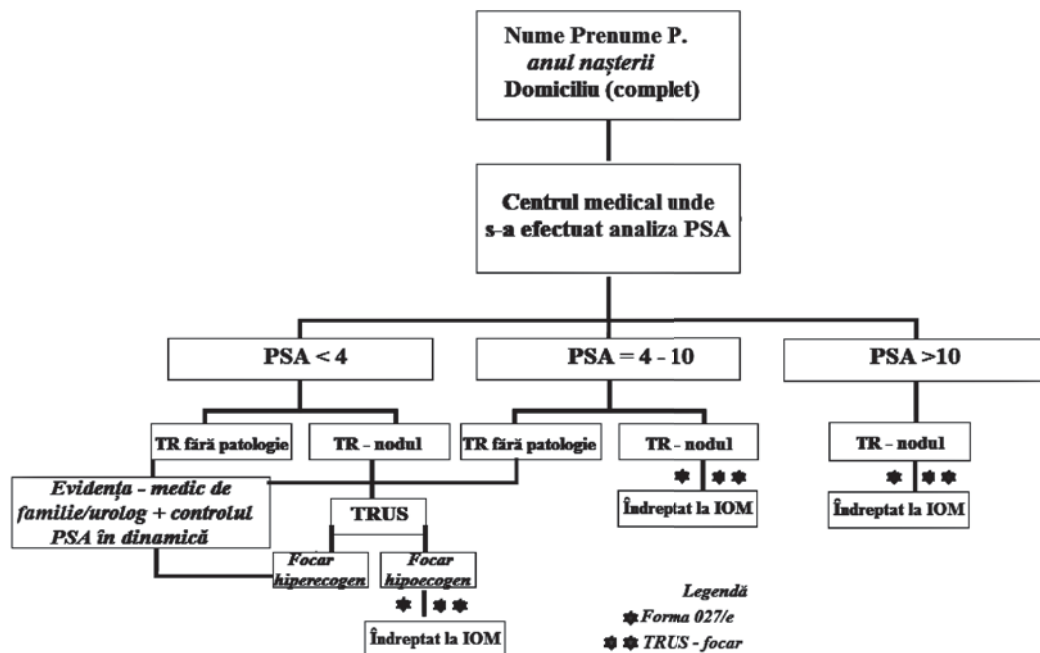 Nume Prenume P.
anul nașterii
Domiciliu (complet)
Centrul medical unde
s-a efectuat analiza PSA
PSA < 4
PSA = 4 - 10
PSA >10
TR fără patologie
TR - nodul
TR fără patologie
TR - nodul
TR - nodul
Evidența - medic de
familie/urolog + controlul
PSA în dinamică
TRUS
Îndreptat la IOM
Îndreptat la IOM
Focar
hiperecogen
Focar
hipoecogen
Îndreptat la IOM
Legendă
Forma 027/e
TRUS - focar